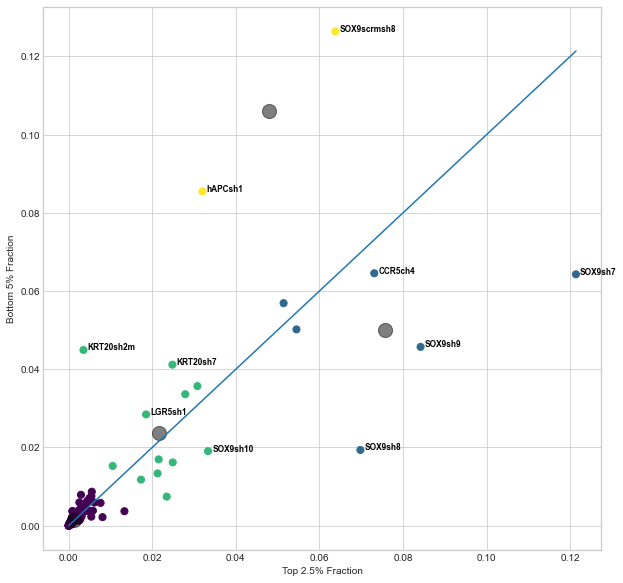 SOX9scrmsh8
0.12
0.10
hAPCsh1
0.08
CCR5ch4
SOX9sh7
0.06
Bottom 5% Fraction
KRT20sh2m
SOX9sh9
KRT20sh7
0.04
LGR5sh1
SOX9sh10
SOX9sh8
0.02
0.00
0.00 0.02 0.04 0.06 0.08 0.10 0.12
Top 2.5% Fraction